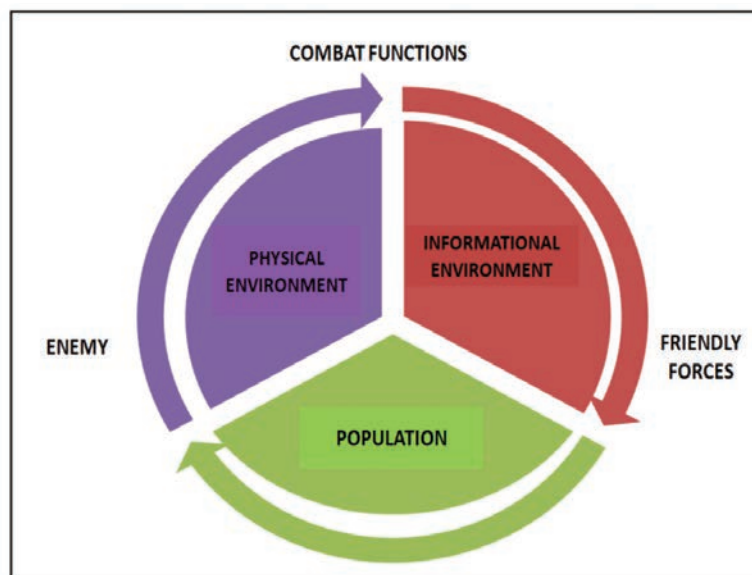 COMBAT FUNCTIONS
PHYSICAL
ENVIRONMENT
INFORMATIONAL
ENVIRONMENT
ENEMY
FRIENDLY
FORCES
POPULATION